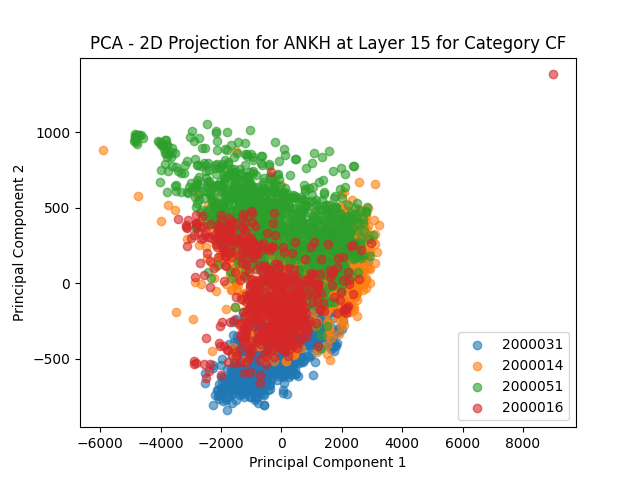 PCA - 2D Projection for ANKH at Layer 15 for Category CF
Principal Component 2
1000
500
0
−500
−6000 −4000 −2000 0 2000 4000 6000 8000
Principal Component 1
2000031
2000014
2000051
2000016